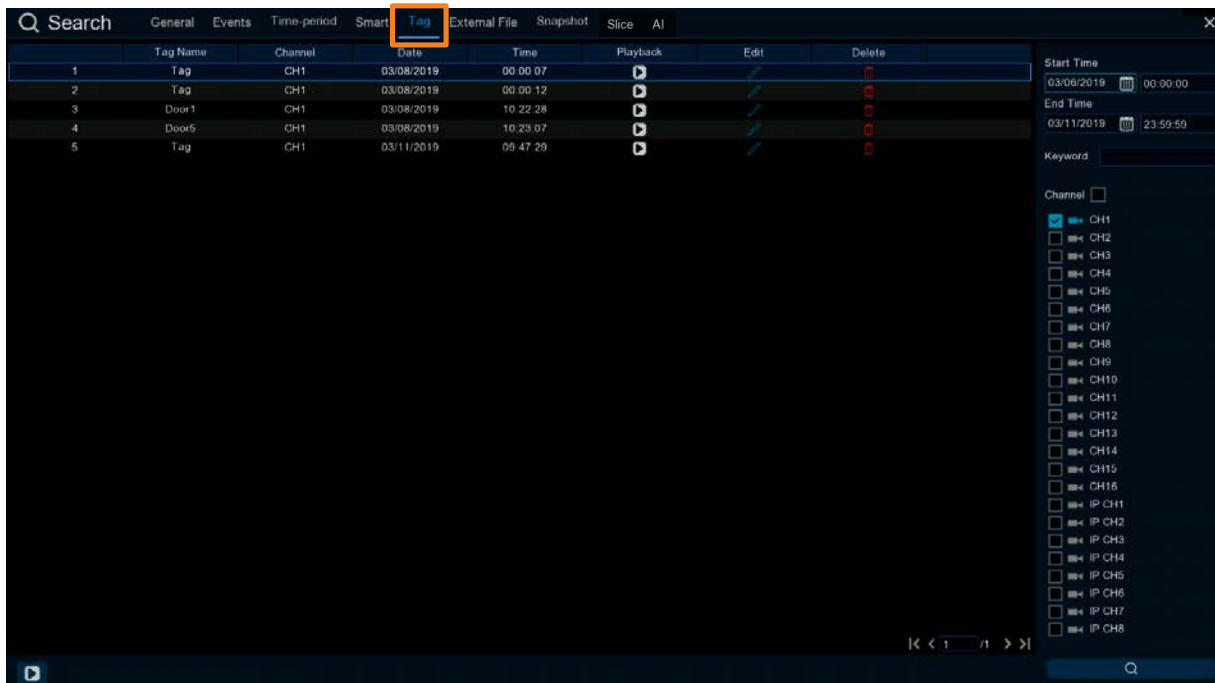 Search General Events Time-period Smart Tag External File Snapshot Slice AI
Tag Name Channel Date Time Playback Edit Delete
1 Tag CH1 03/08/2019 00:00:07
2 Tag CH1 03/08/2019 00:00:12
3 Door1 CH1 03/08/2019 10:22:28
4 Door5 CH1 03/08/2019 10:23:07
5 Tag CH1 03/11/2019 09:47:29
1 /1
Start Time
03/06/2019 00:00:00
End Time
03/11/2019 23:59:59
Keyword
Channel
CH1
CH2
CH3
CH4
CH5
CH6
CH7
CH8
CH9
CH10
CH11
CH12
CH13
CH14
CH15
CH16
IP CH1
IP CH2
IP CH3
IP CH4
IP CH5
IP CH6
IP CH7
IP CH8